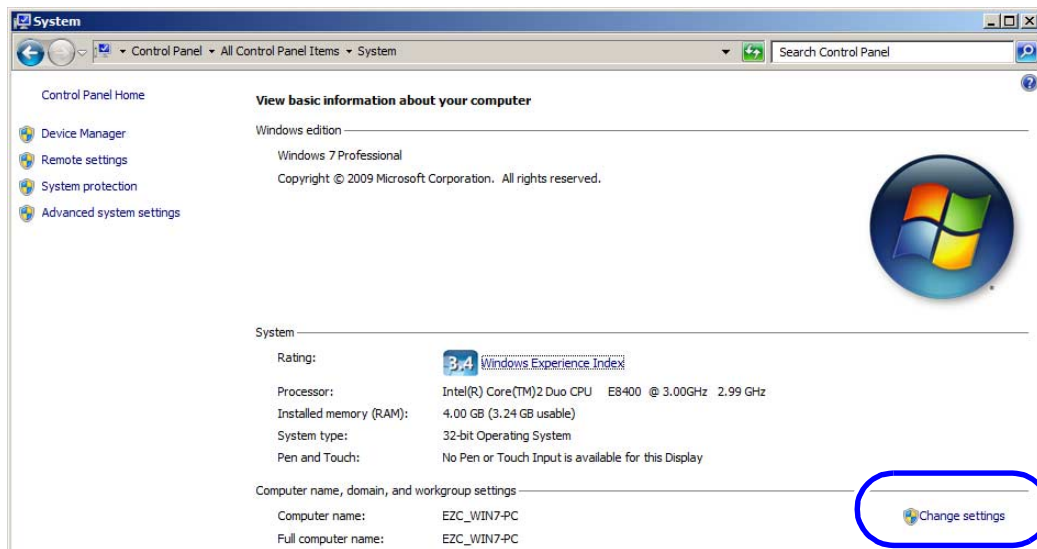 System
Control Panel All Control Panel Items System
Search Control Panel
Control Panel Home
Device Manager
Remote settings
System protection
Advanced system settings
View basic information about your computer
Windows edition
Windows 7 Professional
Copyright © 2009 Microsoft Corporation. All rights reserved.
System
Rating: 3.4 Windows Experience Index
Processor: Intel(R) Core(TM)2 Duo CPU E8400 @ 3.00GHz 2.99 GHz
Installed memory (RAM): 4.00 GB (3.24 GB usable)
System type: 32-bit Operating System
Pen and Touch: No Pen or Touch Input is available for this Display
Computer name, domain, and workgroup settings
Computer name: EZC_WIN7-PC
Change settings
Full computer name: EZC_WIN7-PC